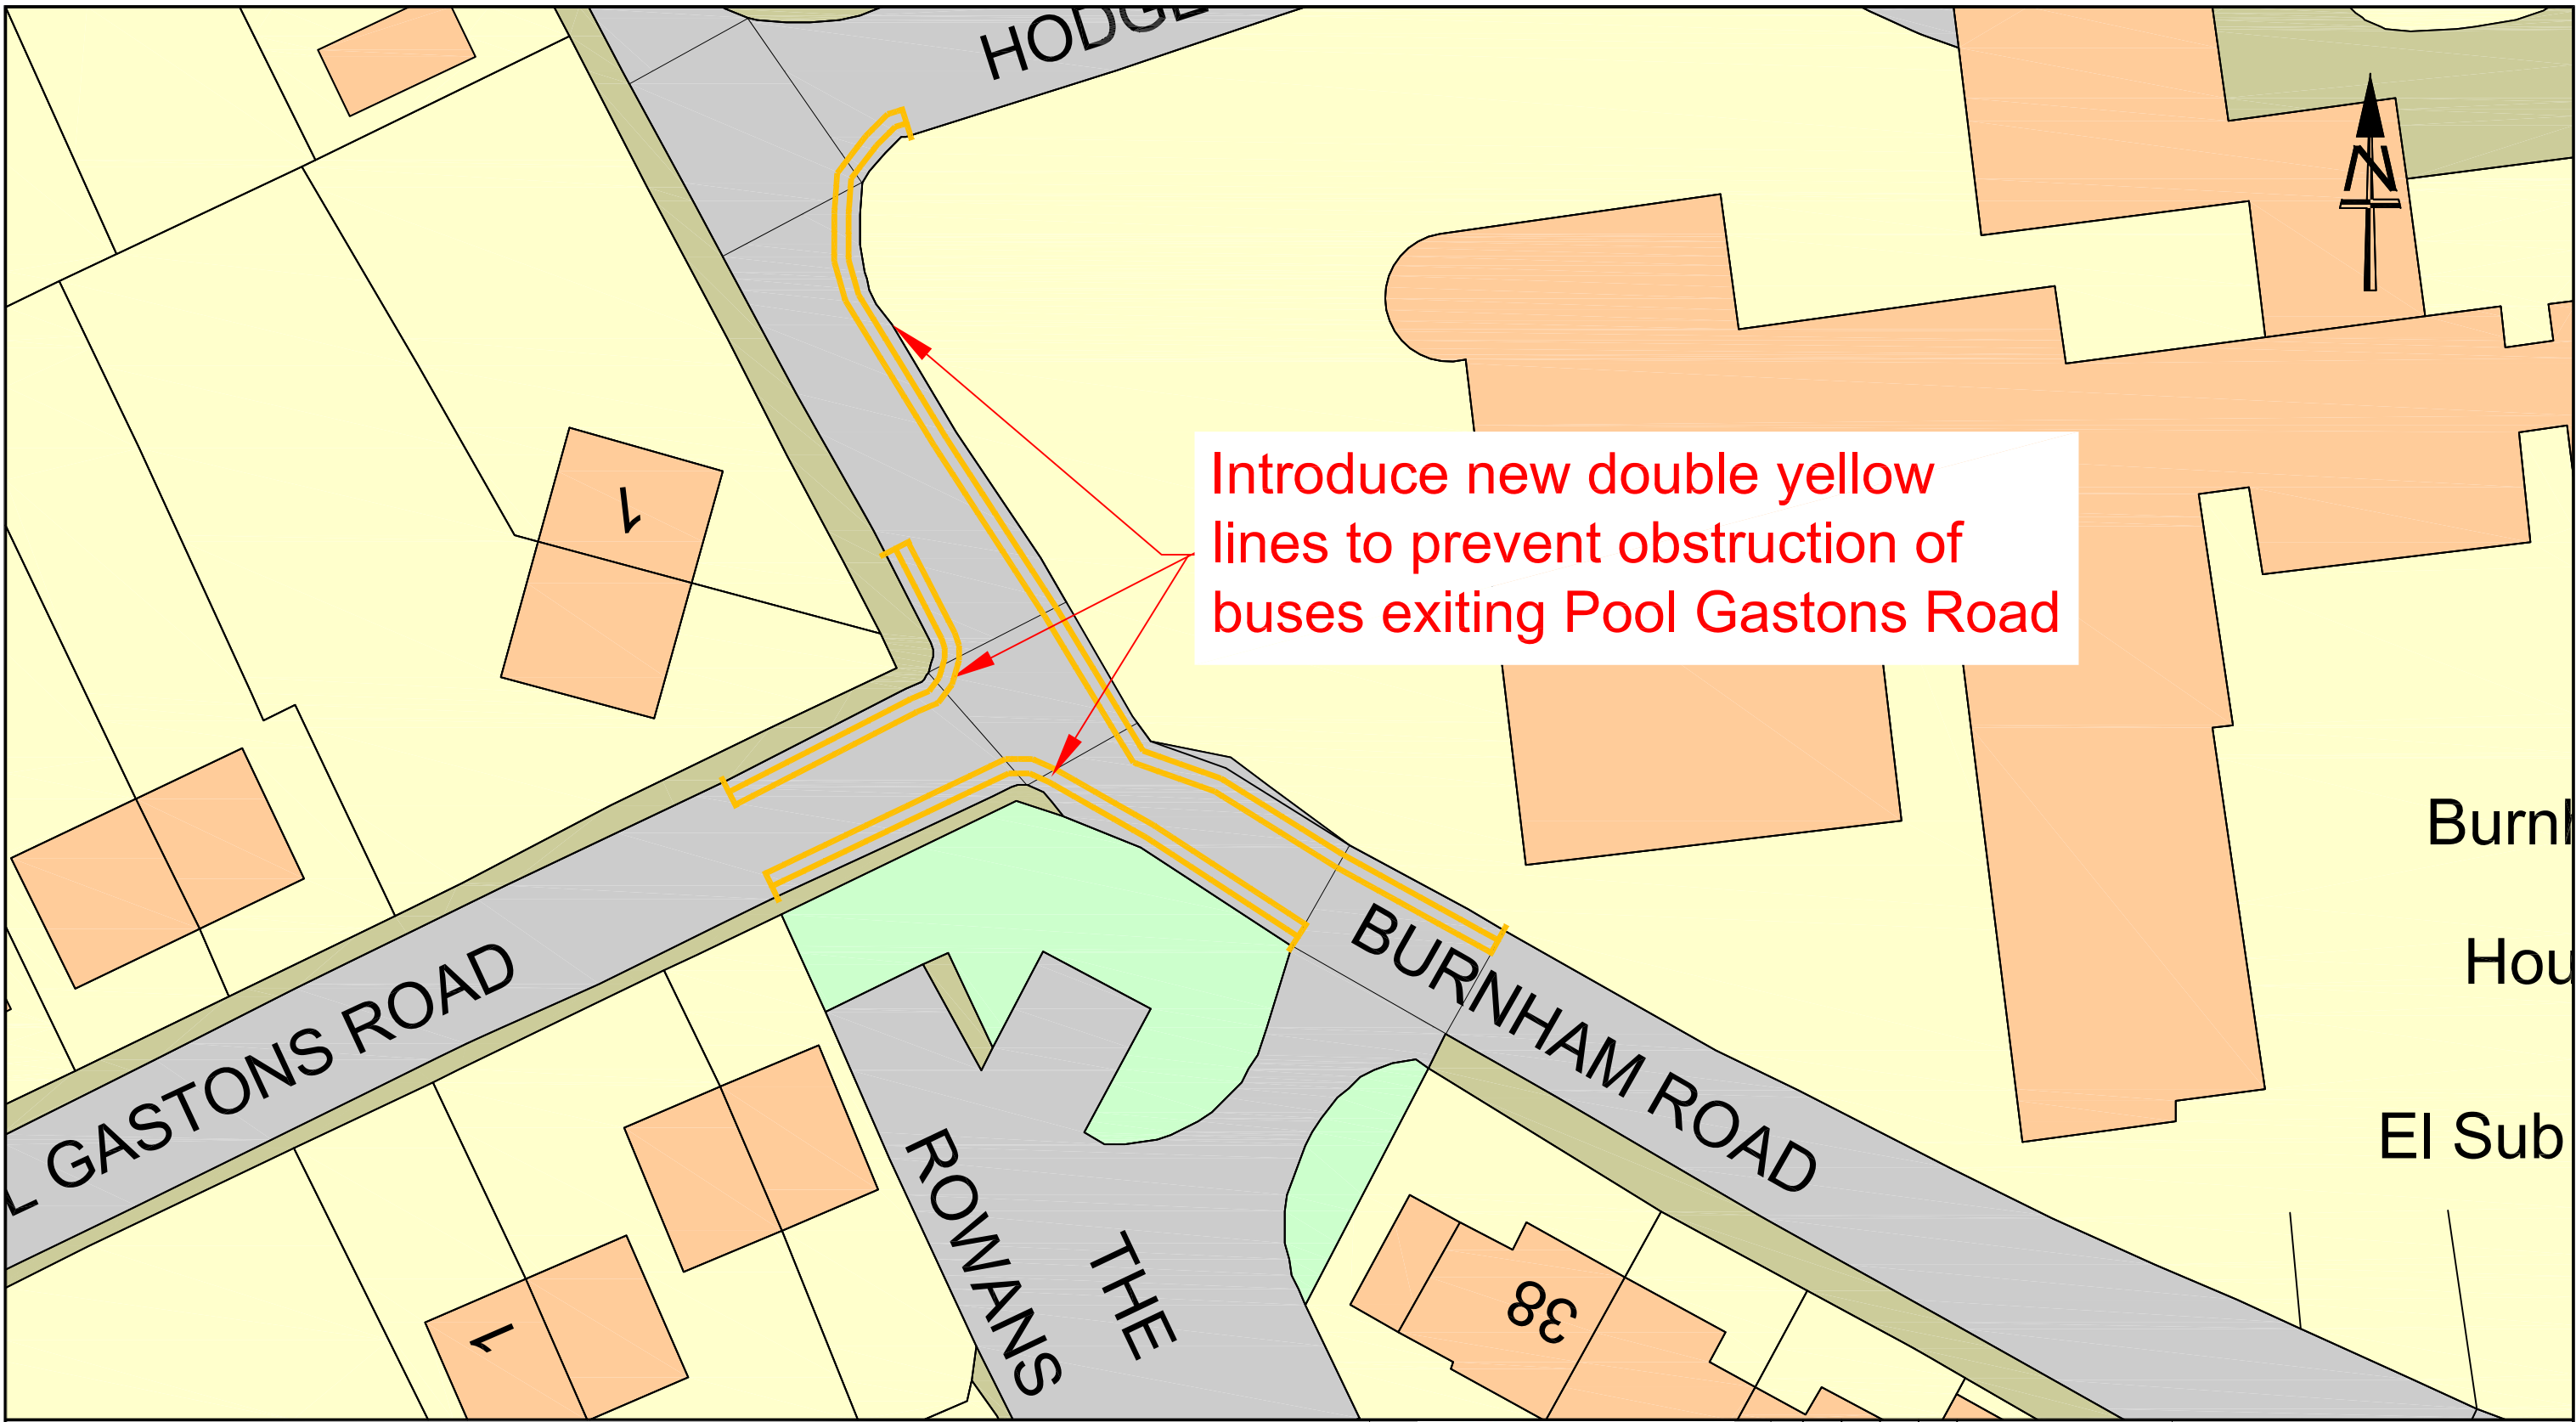 HODGE
N
1
Introduce new double yellow
lines to prevent obstruction of
buses exiting Pool Gastons Road
Burnh
Hou
El Sub
L GASTONS ROAD
BURNHAM ROAD
THE
ROWANS
38
1